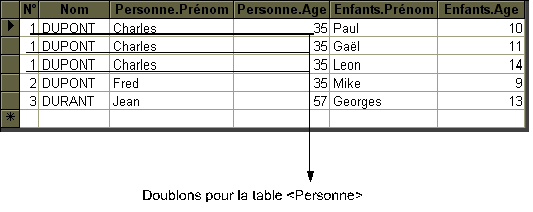 N° Nom Personne.Prénom Personne.Age Enfants.Prénom Enfants.Age
1 DUPONT Charles 35 Paul 10
1 DUPONT Charles 35 Gaël 11
1 DUPONT Charles 35 Leon 14
2 DUPONT Fred 35 Mike 9
3 DURANT Jean 57 Georges 13
Doublons pour la table <Personne>